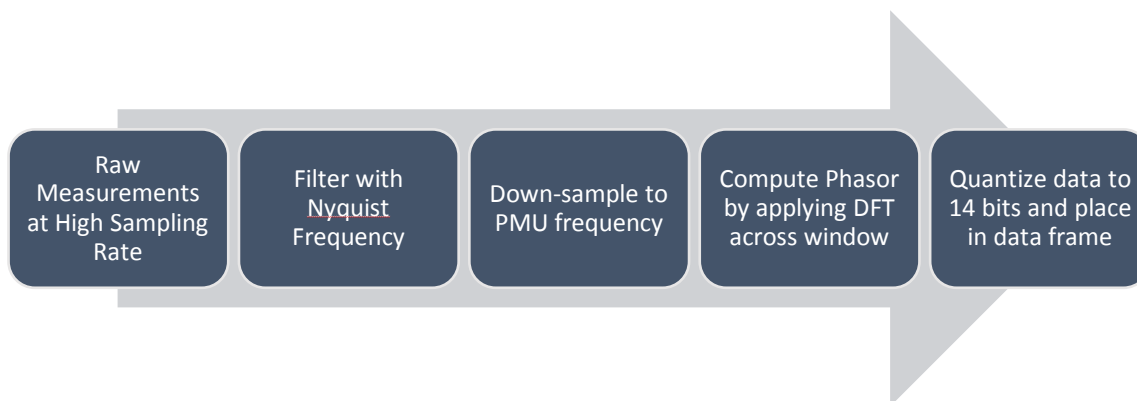 Raw
Measurements
at High Sampling
Rate
Filter with
Nyquist
Frequency
Down-sample to
PMU frequency
Compute Phasor
by applying DFT
across window
Quantize data to
14 bits and place
in data frame